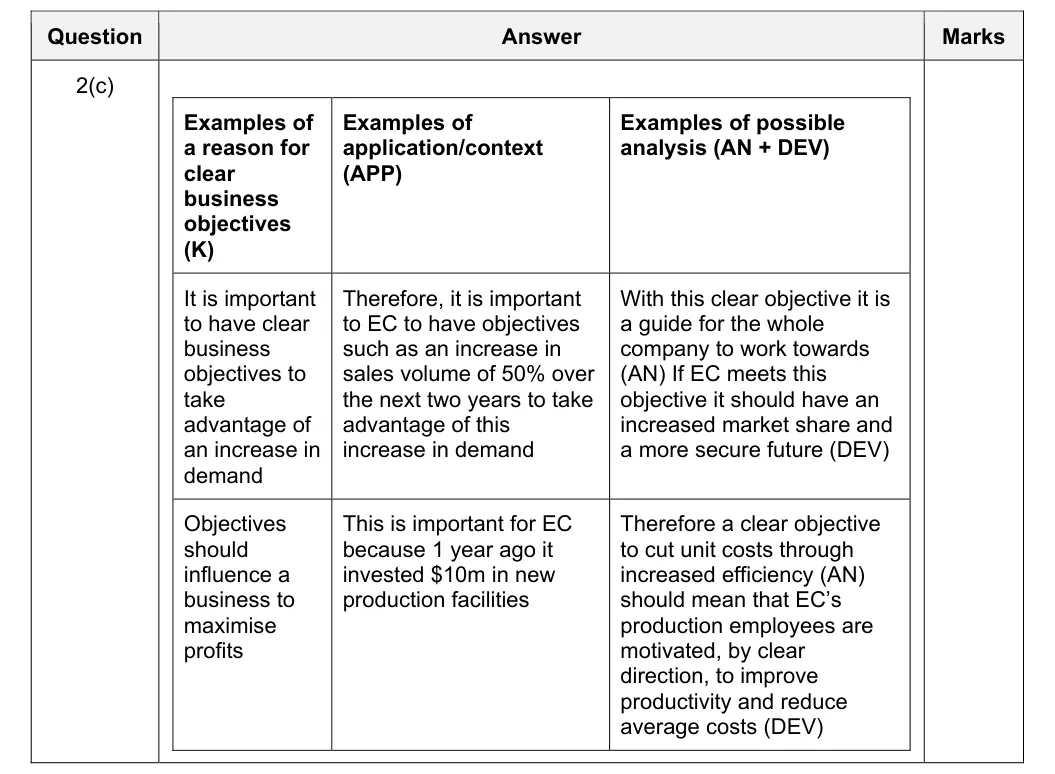 Question
Answer
Marks
2(c)
Examples of
a reason for
clear
business
objectives
(K)
Examples of
application/context
(APP)
Examples of possible
analysis (AN + DEV)
It is important
to have clear
business
objectives to
take
advantage of
an increase in
demand
Therefore, it is important
to EC to have objectives
such as an increase in
sales volume of 50% over
the next two years to take
advantage of this
increase in demand
With this clear objective it is
a guide for the whole
company to work towards
(AN) If EC meets this
objective it should have an
increased market share and
a more secure future (DEV)
Objectives
should
influence a
business to
maximise
profits
This is important for EC
because 1 year ago it
invested $10m in new
production facilities
Therefore a clear objective
to cut unit costs through
increased efficiency (AN)
should mean that EC’s
production employees are
motivated, by clear
direction, to improve
productivity and reduce
average costs (DEV)